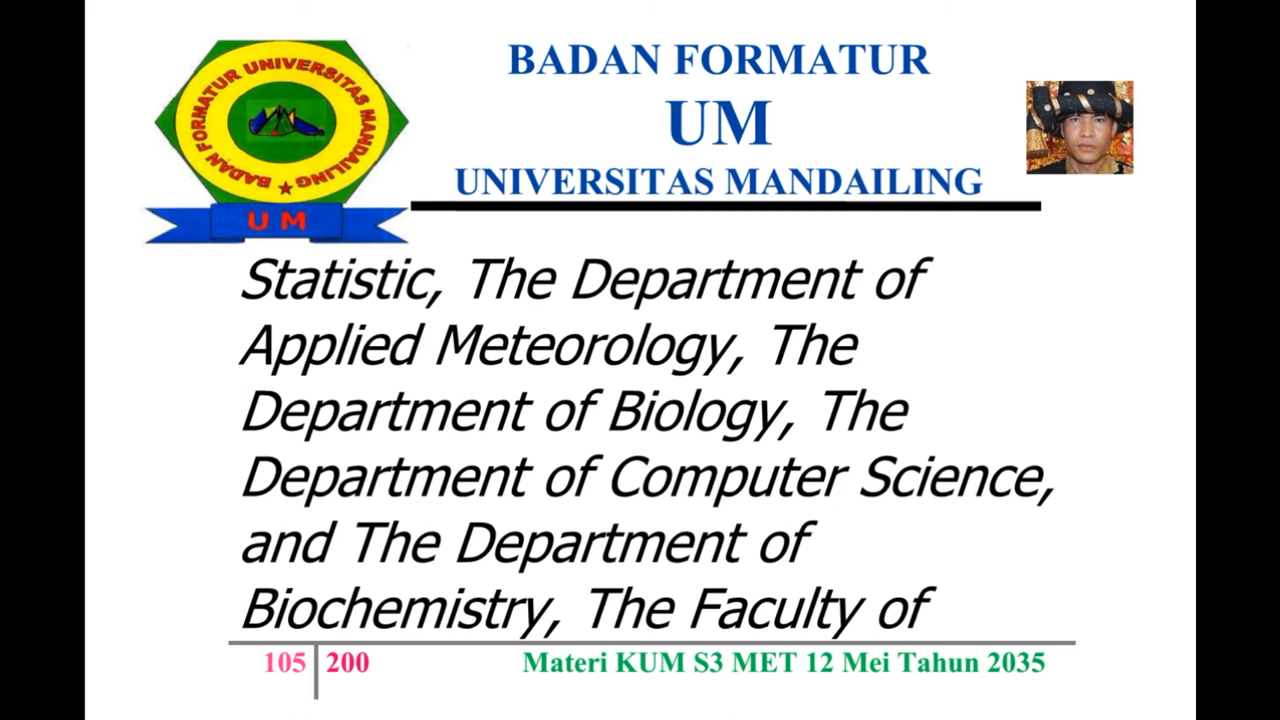 BADAN FORMATUR UNIVERSITAS MANDAILING
U M
BADAN FORMATUR
UM
UNIVERSITAS MANDAILING
Statistic, The Department of
Applied Meteorology, The
Department of Biology, The
Department of Computer Science,
and The Department of
Biochemistry, The Faculty of
105 200 Materi KUM S3 MET 12 Mei Tahun 2035